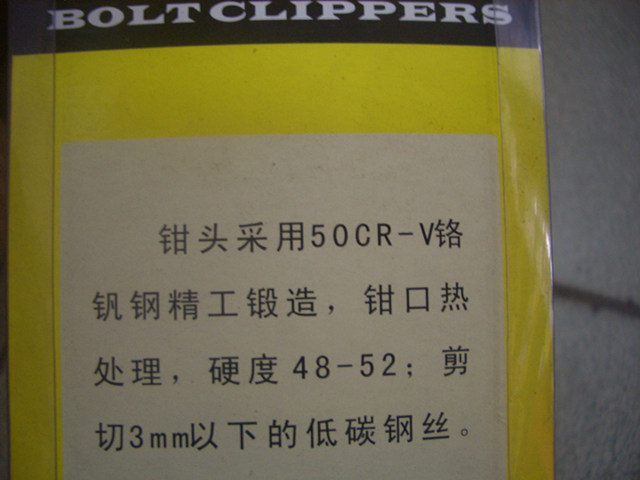 BOLT CLIPPERS
钳头采用50CR-V铬
钒钢精工锻造，钳口热
处理，硬度48-52；剪
切3mm以下的低碳钢丝。